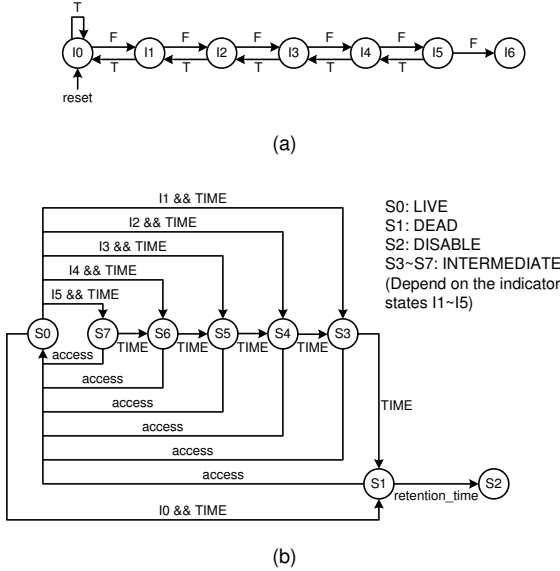 T
F F F F F F
I0 I1 I2 I3 I4 I5 I6
T T T T T
reset
(a)
I1 && TIME
I2 && TIME
I3 && TIME
I4 && TIME
I5 && TIME
S0: LIVE
S1: DEAD
S2: DISABLE
S3~S7: INTERMEDIATE
(Depend on the indicator
states I1~I5)
S0 S7 S6 S5 S4 S3
TIME TIME TIME TIME
access
access
access
access
access
access
TIME
S1 S2
retention_time
I0 && TIME
(b)